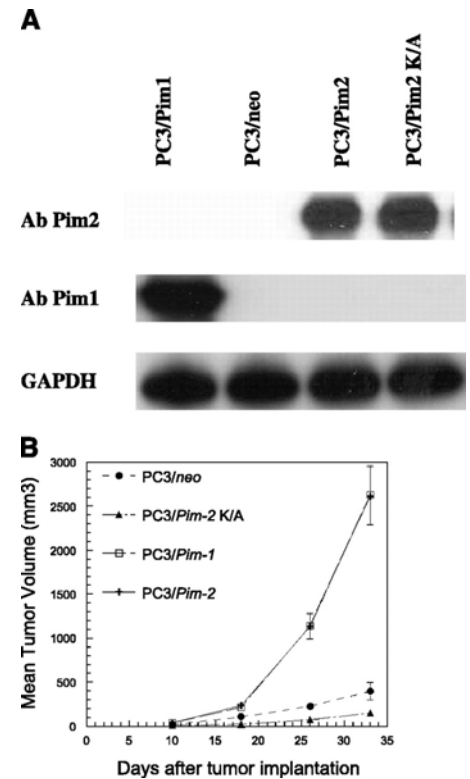 A
PC3/Pim1
PC3/neo
PC3/Pim2
PC3/Pim2 K/A
Ab Pim2
Ab Pim1
GAPDH
B
3000
2500
2000
1500
1000
500
0
Mean Tumor Volume (mm3)
PC3/neo
PC3/Pim-2 K/A
PC3/Pim-1
PC3/Pim-2
0 5 10 15 20 25 30 35
Days after tumor implantation